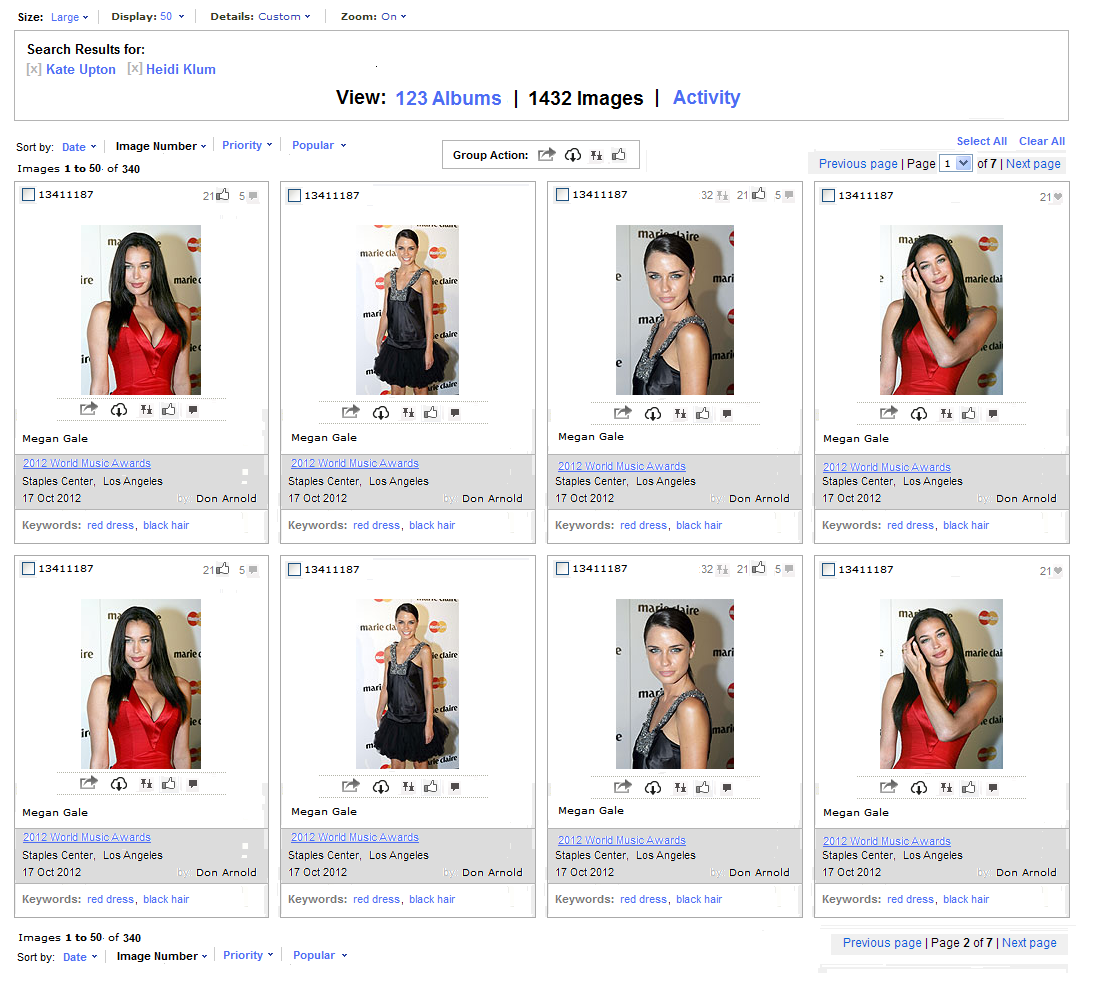 Size: Large Display: 50 Details: Custom Zoom: On
Search Results for:
[x] Kate Upton [x] Heidi Klum
View: 123 Albums | 1432 Images | Activity
Select All Clear All
Sort by: Date Image Number Priority Popular
Group Action:
Images 1 to 50 of 340
Previous page | Page 1 of 7 | Next page
13411187 21 5
13411187
13411187 32 21 5
13411187 21
marie claire
marie claire
marie claire
marie claire
Megan Gale
Megan Gale
Megan Gale
Megan Gale
2012 World Music Awards
Staples Center, Los Angeles
17 Oct 2012 by: Don Arnold
Keywords: red dress, black hair
2012 World Music Awards
Staples Center, Los Angeles
17 Oct 2012 by: Don Arnold
Keywords: red dress, black hair
2012 World Music Awards
Staples Center, Los Angeles
17 Oct 2012 by: Don Arnold
Keywords: red dress, black hair
2012 World Music Awards
Staples Center, Los Angeles
17 Oct 2012 by: Don Arnold
Keywords: red dress, black hair
13411187 21 5
13411187
13411187 32 21 5
13411187 21
marie claire
marie claire
marie claire
marie claire
Megan Gale
Megan Gale
Megan Gale
Megan Gale
2012 World Music Awards
Staples Center, Los Angeles
17 Oct 2012 by: Don Arnold
Keywords: red dress, black hair
2012 World Music Awards
Staples Center, Los Angeles
17 Oct 2012 by: Don Arnold
Keywords: red dress, black hair
2012 World Music Awards
Staples Center, Los Angeles
17 Oct 2012 by: Don Arnold
Keywords: red dress, black hair
2012 World Music Awards
Staples Center, Los Angeles
17 Oct 2012 by: Don Arnold
Keywords: red dress, black hair
Images 1 to 50 of 340
Previous page | Page 2 of 7 | Next page
Sort by: Date Image Number Priority Popular